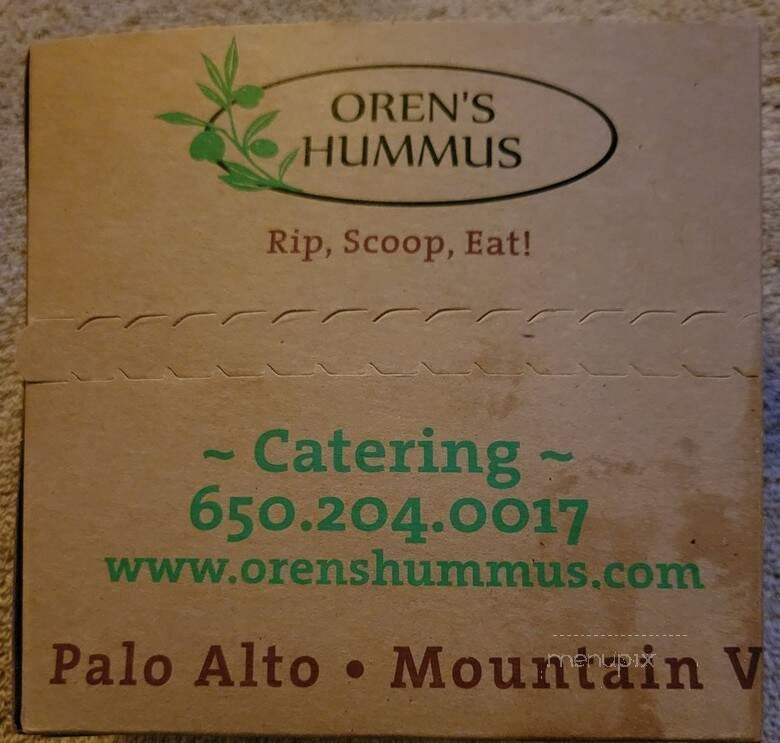 OREN'S
HUMMUS
Rip, Scoop, Eat!
~ Catering ~
650.204.0017
www.orenshummus.com
Palo Alto • Mountain V
menupix